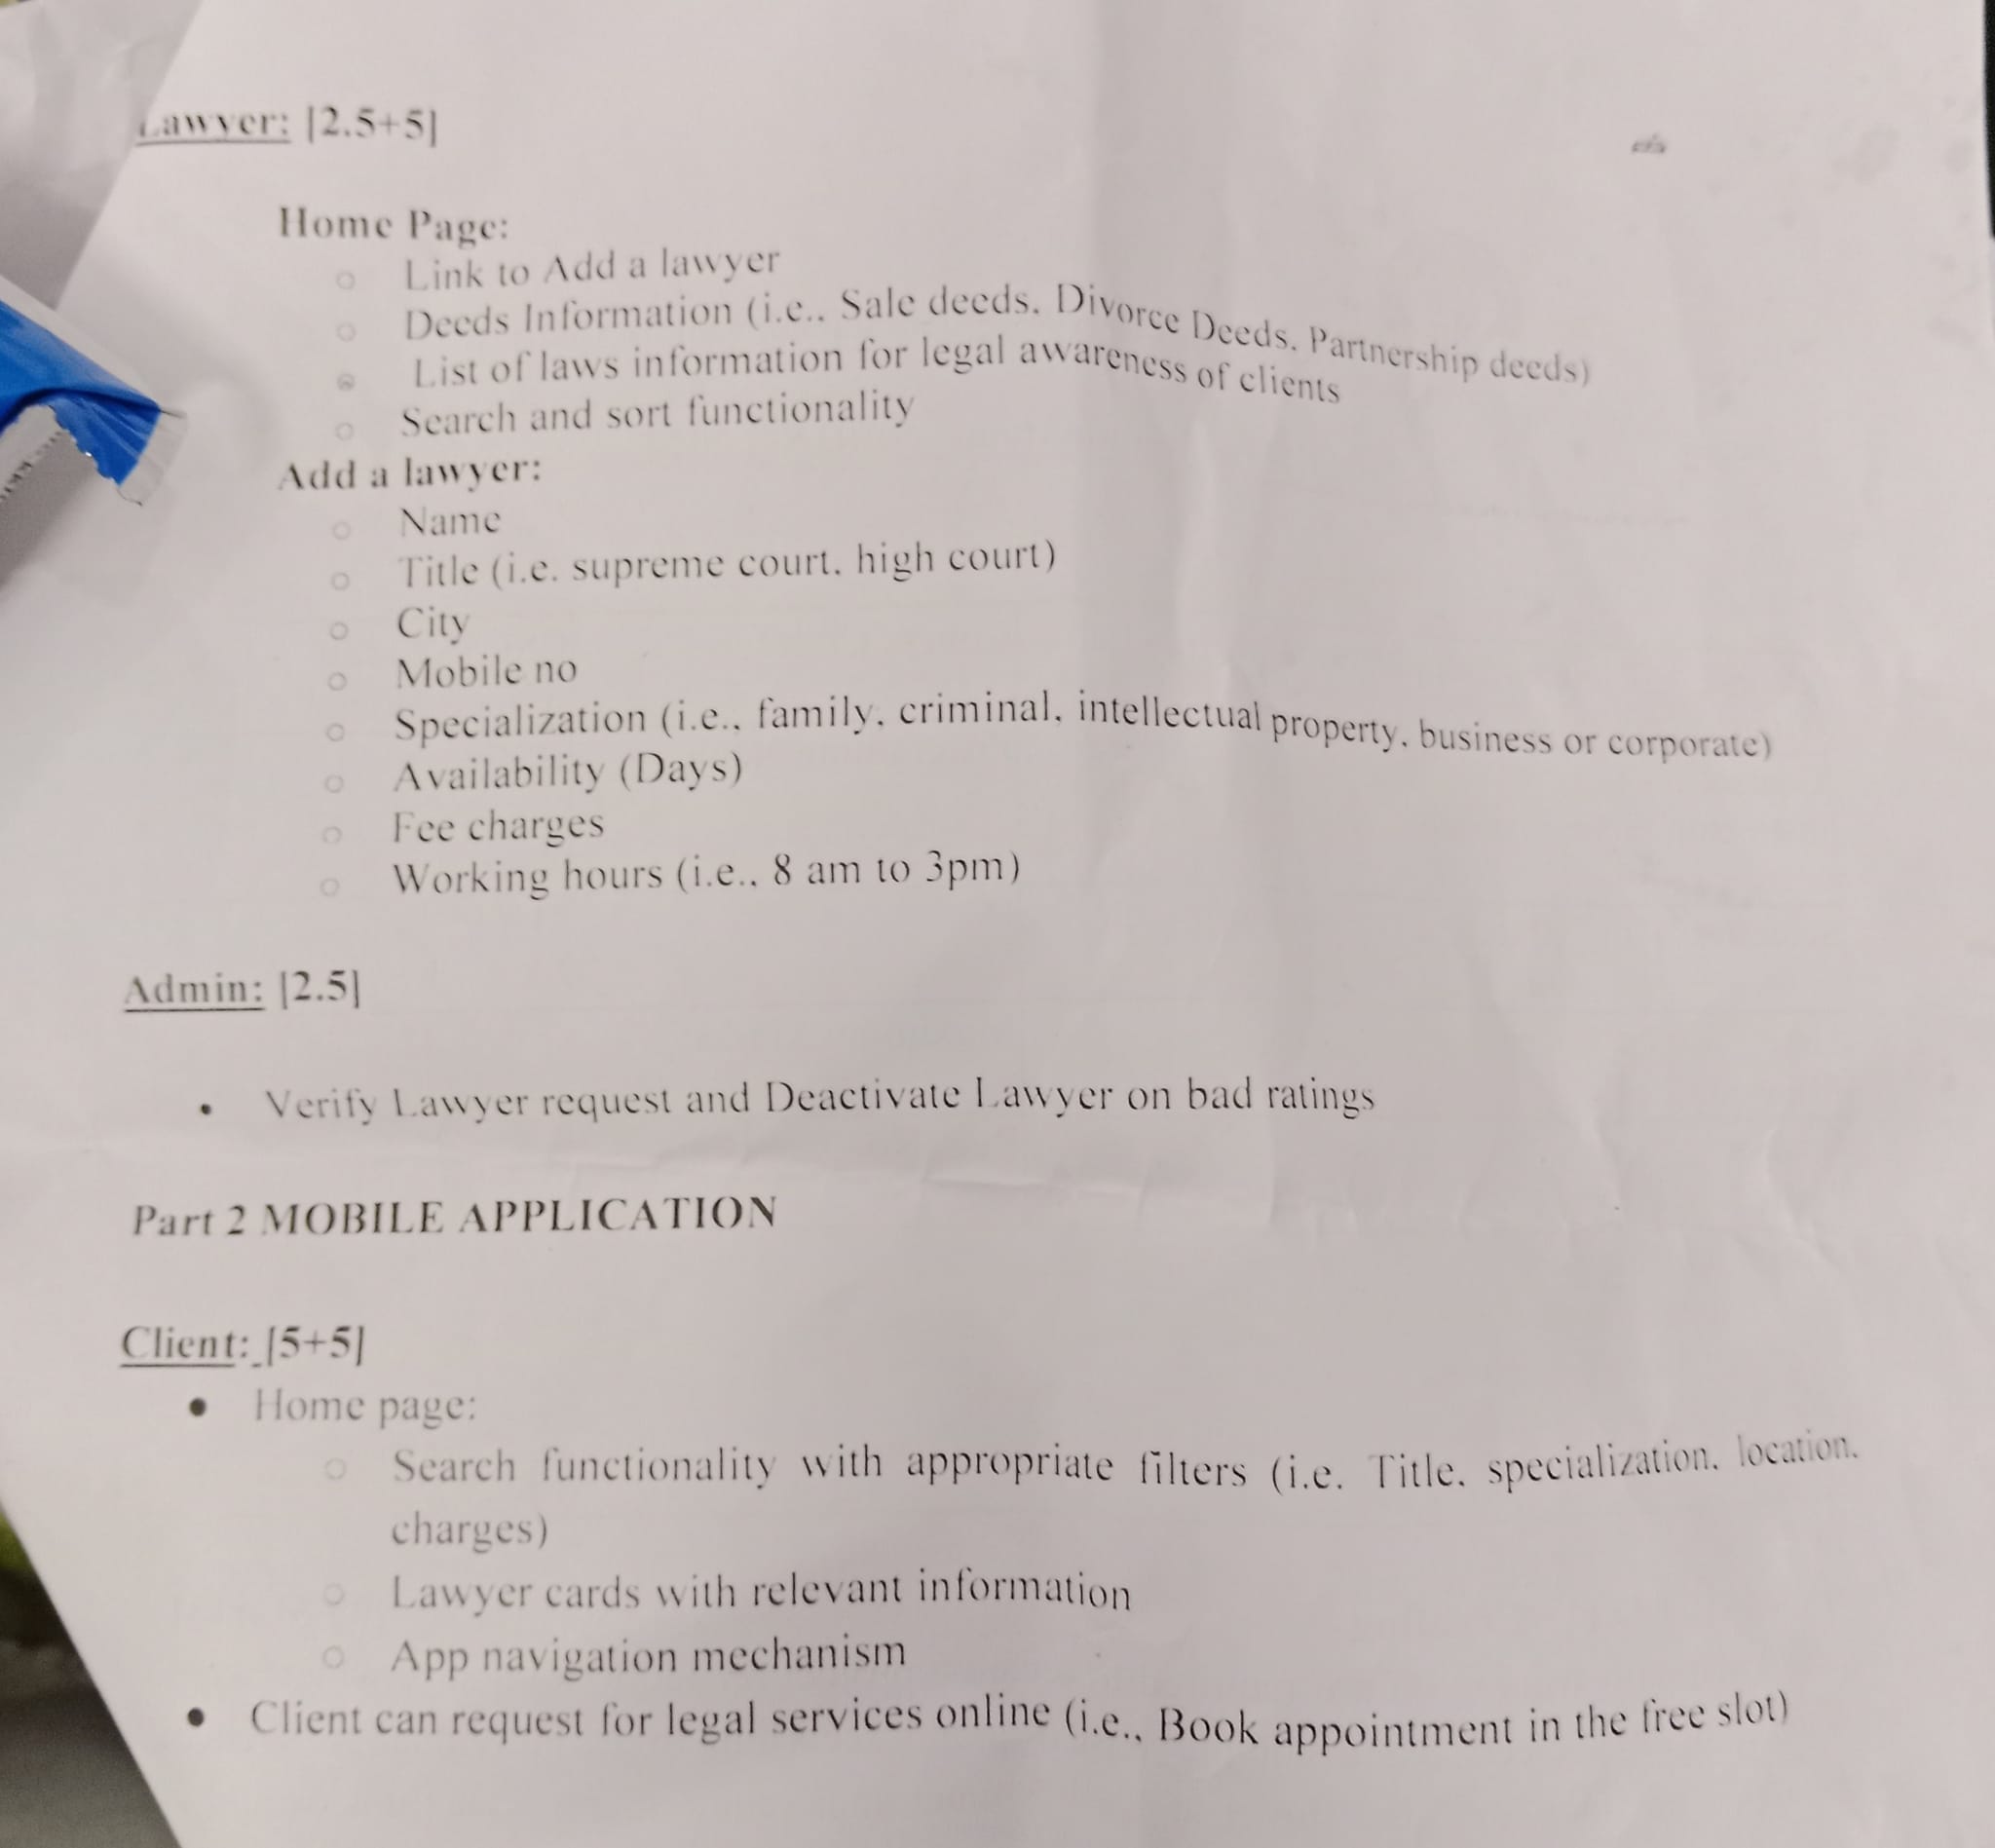 Lawyer: [2.5+5]
Home Page:
○ Link to Add a lawyer
○ Deeds Information (i.e., Sale deeds, Divorce Deeds, Partnership deeds)
○ List of laws information for legal awareness of clients
○ Search and sort functionality
Add a lawyer:
○ Name
○ Title (i.e. supreme court, high court)
○ City
○ Mobile no
○ Specialization (i.e., family, criminal, intellectual property, business or corporate)
○ Availability (Days)
○ Fee charges
○ Working hours (i.e., 8 am to 3pm)
Admin: [2.5]
• Verify Lawyer request and Deactivate Lawyer on bad ratings
Part 2 MOBILE APPLICATION
Client: [5+5]
• Home page:
○ Search functionality with appropriate filters (i.e. Title, specialization, location,
charges)
○ Lawyer cards with relevant information
○ App navigation mechanism
• Client can request for legal services online (i.e., Book appointment in the free slot)